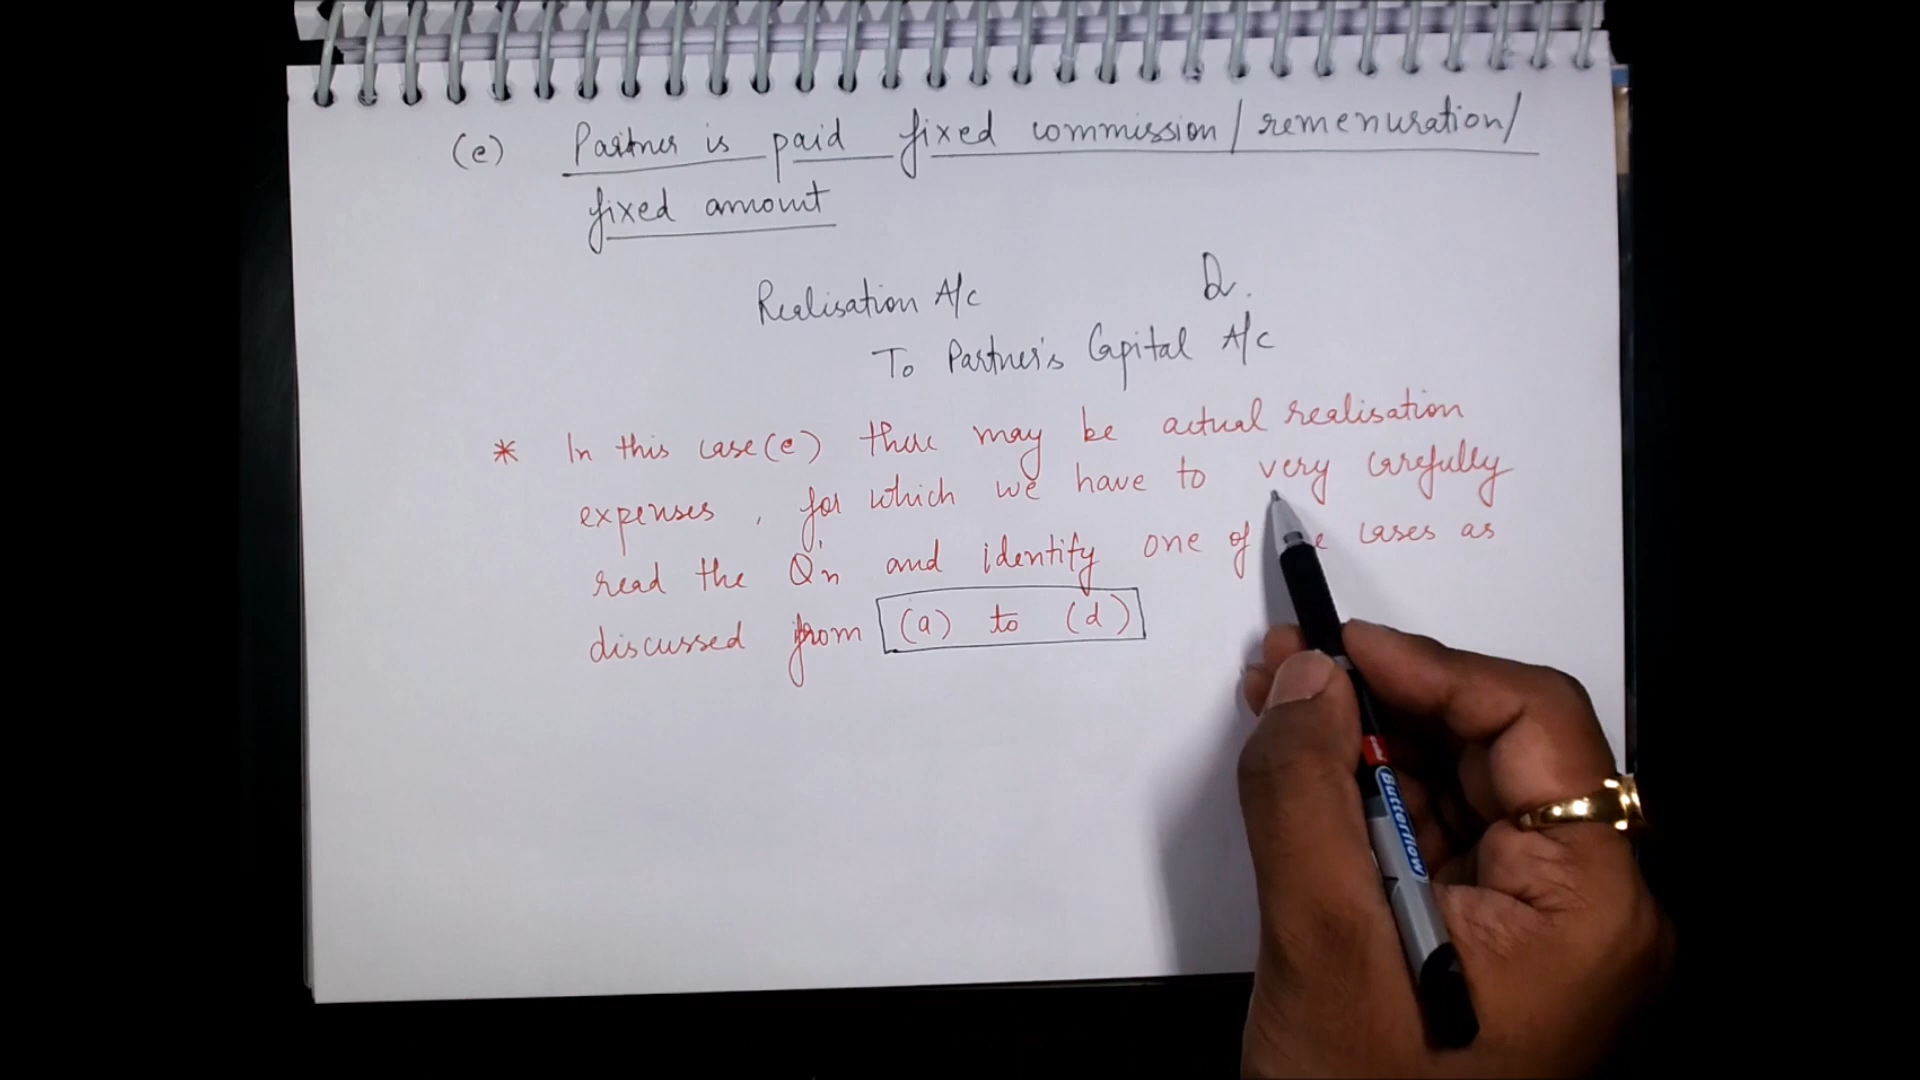 (e) Partner is paid fixed commission/remenuration/
fixed amount
Realisation A/c Dr.
To Partner's Capital A/c
* In this case(e) there may be actual realisation
expenses, for which we have to very carefully
read the Q'n and identify one of cases as
discussed from (a) to (d)
Butterflow